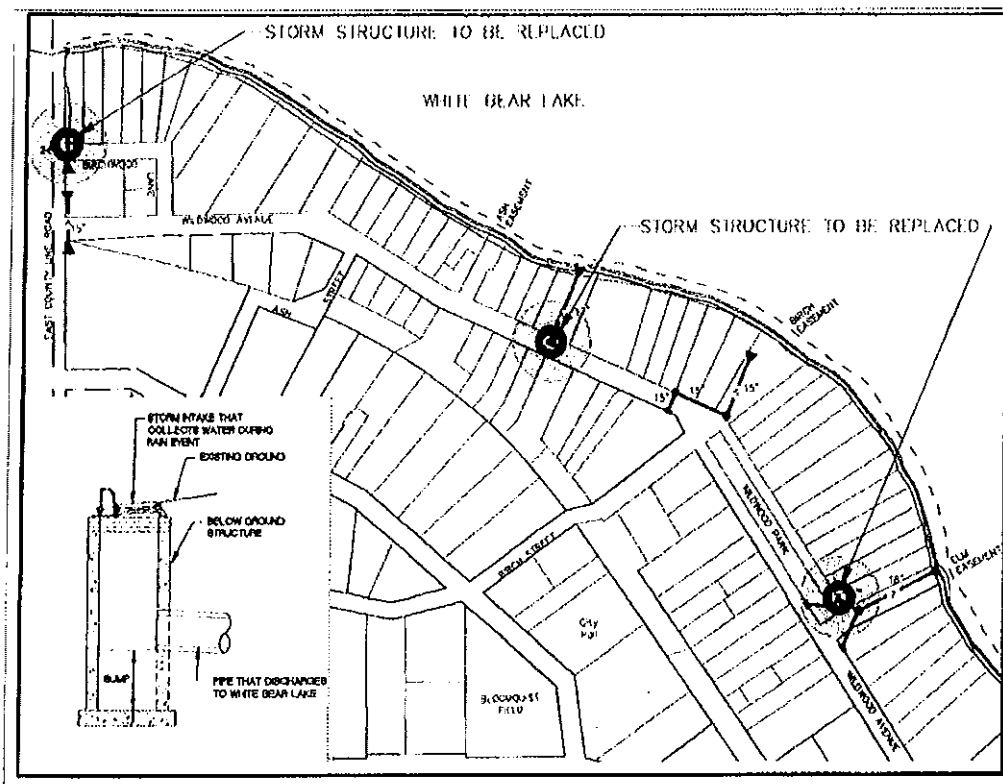 STORM STRUCTURE TO BE REPLACED
WHITE BEAR LAKE
LANE
WILDWOOD AVENUE
15"
EAST COUNTY LINE ROAD
ASH
EASEMENT
STORM STRUCTURE TO BE REPLACED
ASH
STREET
BIRCH
EASEMENT
15"
15"
15"
STORM INTAKE THAT
COLLECTS WATER DURING
RAIN EVENT
EXISTING GROUND
BELOW GROUND
STRUCTURE
SUMP
PIPE THAT DISCHARGES
TO WHITE BEAR LAKE
BIRCH STREET
WILDWOOD PARK
ELM
EASEMENT
18"
City
Hall
FIELD
WILDWOOD AVENUE